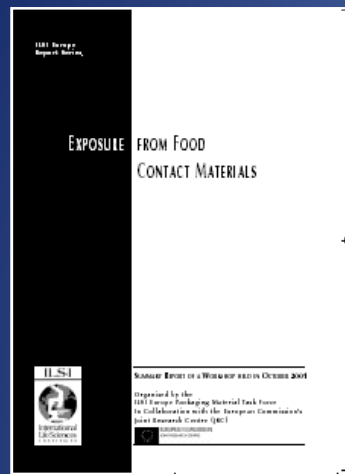 ILSI Europe
Report Series
EXPOSURE FROM FOOD
CONTACT MATERIALS
ILSI
International
Life Sciences
SUMMARY REPORT OF A WORKSHOP HELD IN OCTOBER 2001
Organised by the
ILSI Europe Packaging Material Task Force
In Collaboration with the European Commission's
Joint Research Centre (JRC)